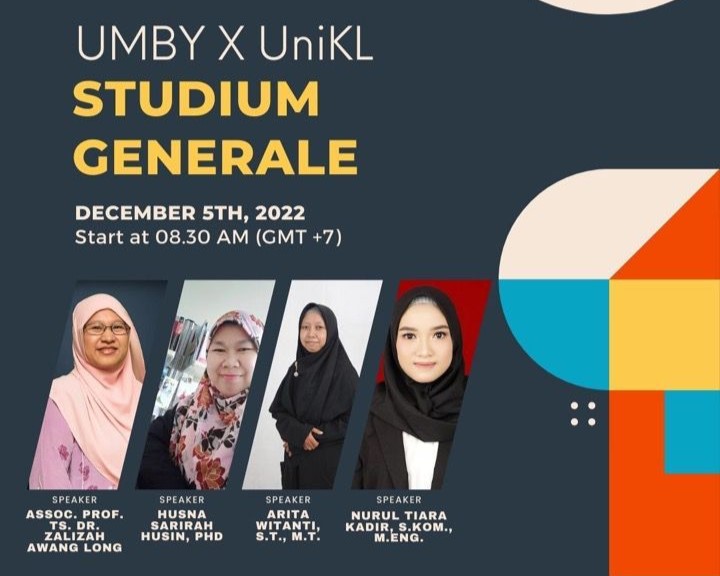 UMBY X UniKL
STUDIUM
GENERALE
DECEMBER 5TH, 2022
Start at 08.30 AM (GMT +7)
SPEAKER
ASSOC. PROF.
TS. DR.
ZALIZAH
AWANG LONG
SPEAKER
HUSNA
SARIRAH
HUSIN, PHD
SPEAKER
ARITA
WITANTI,
S.T., M.T.
SPEAKER
NURUL TIARA
KADIR, S.KOM.,
M.ENG.